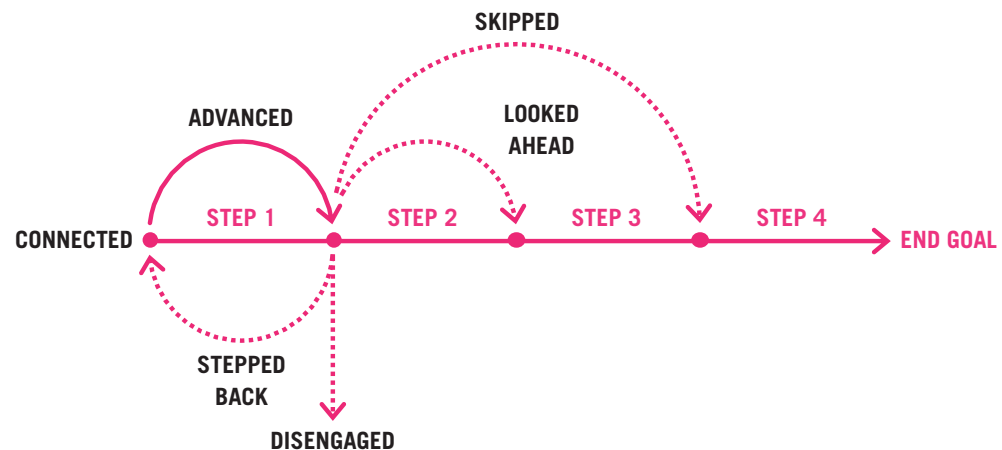 SKIPPED
ADVANCED
LOOKED
AHEAD
STEP 1
STEP 2
STEP 3
STEP 4
CONNECTED
END GOAL
STEPPED
BACK
DISENGAGED